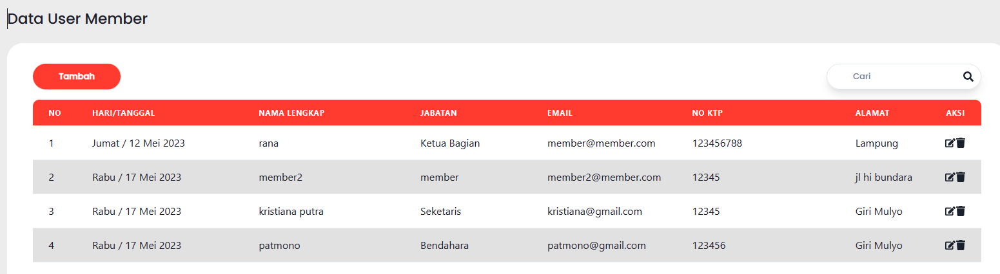 Data User Member
Tambah Cari
NO HARI/TANGGAL NAMA LENGKAP JABATAN EMAIL NO KTP ALAMAT AKSI
1 Jumat / 12 Mei 2023 rana Ketua Bagian member@member.com 123456788 Lampung
2 Rabu / 17 Mei 2023 member2 member member2@member.com 12345 jl hi bundara
3 Rabu / 17 Mei 2023 kristiana putra Seketaris kristiana@gmail.com 12345 Giri Mulyo
4 Rabu / 17 Mei 2023 patmono Bendahara patmono@gmail.com 123456 Giri Mulyo